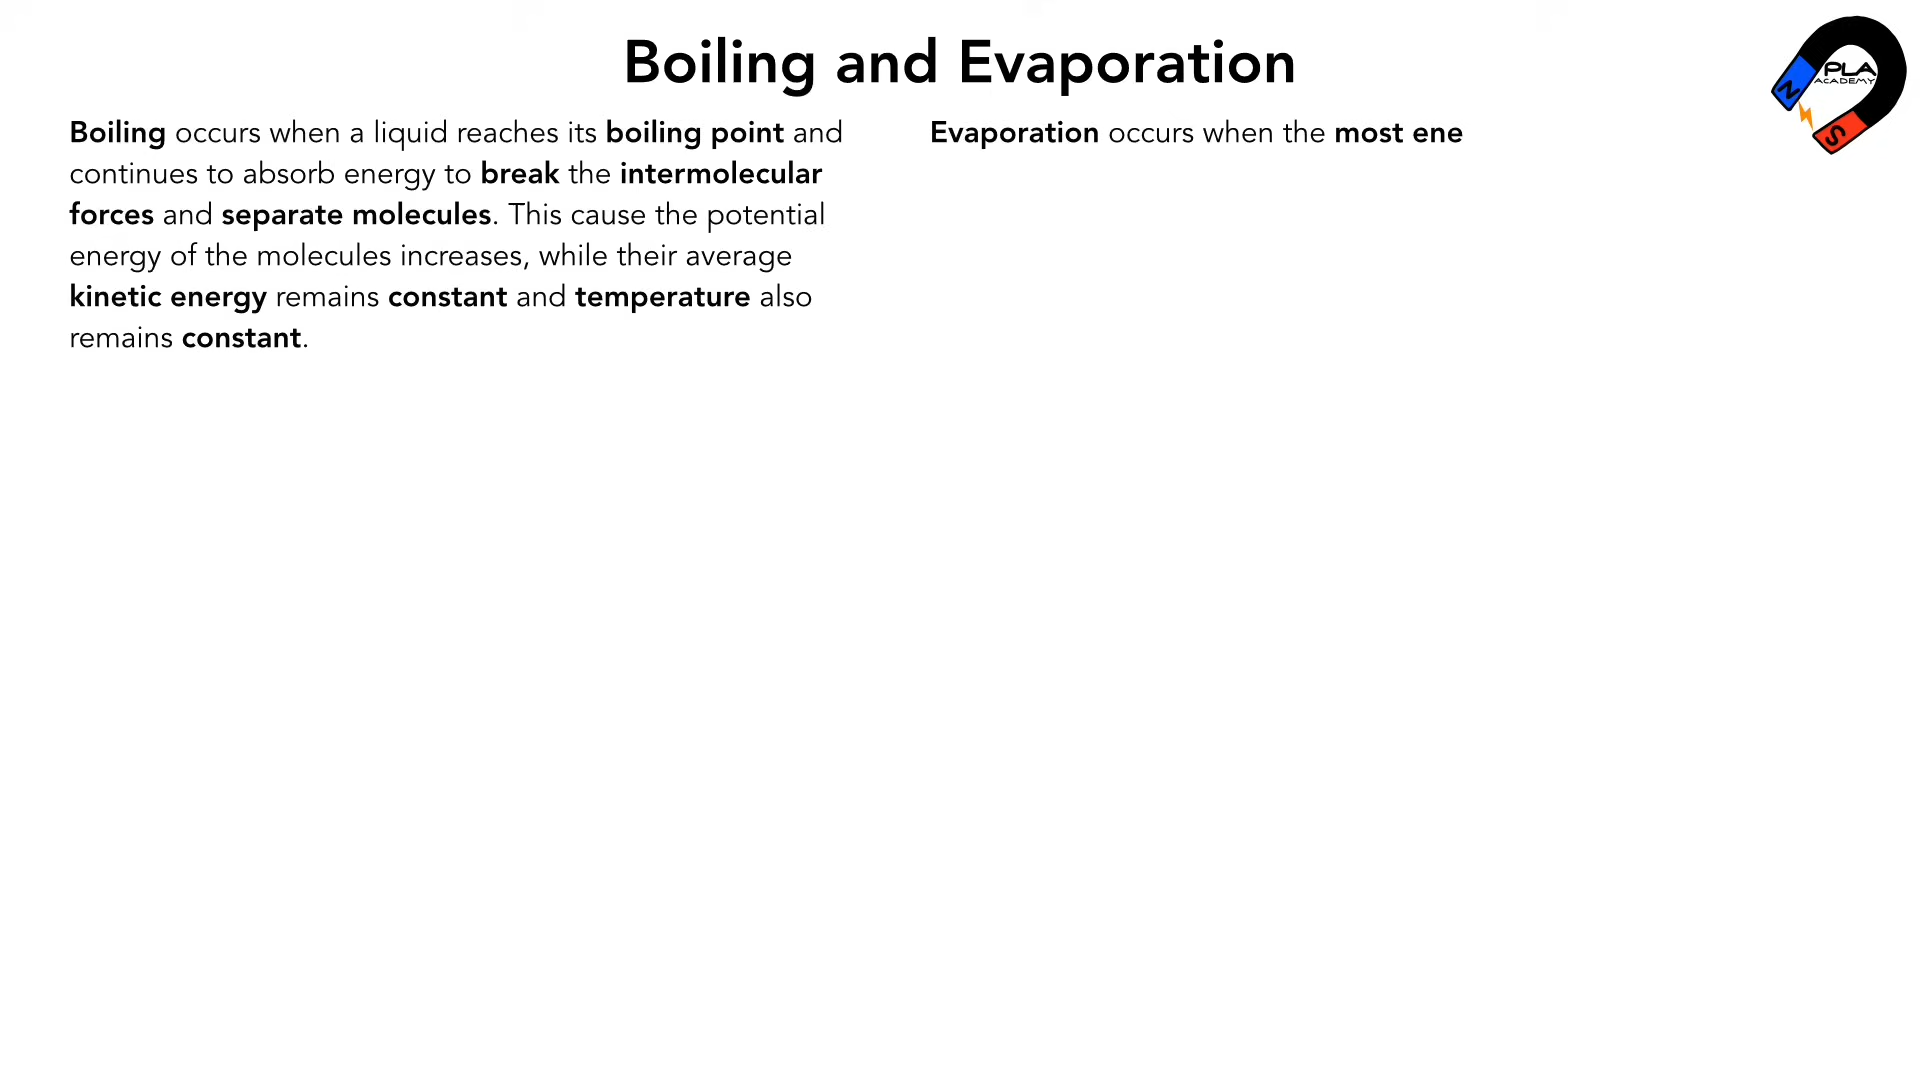 Boiling and Evaporation
PLA
ACADEMY
N
S
Boiling occurs when a liquid reaches its boiling point and
continues to absorb energy to break the intermolecular
forces and separate molecules. This cause the potential
energy of the molecules increases, while their average
kinetic energy remains constant and temperature also
remains constant.
Evaporation occurs when the most ene